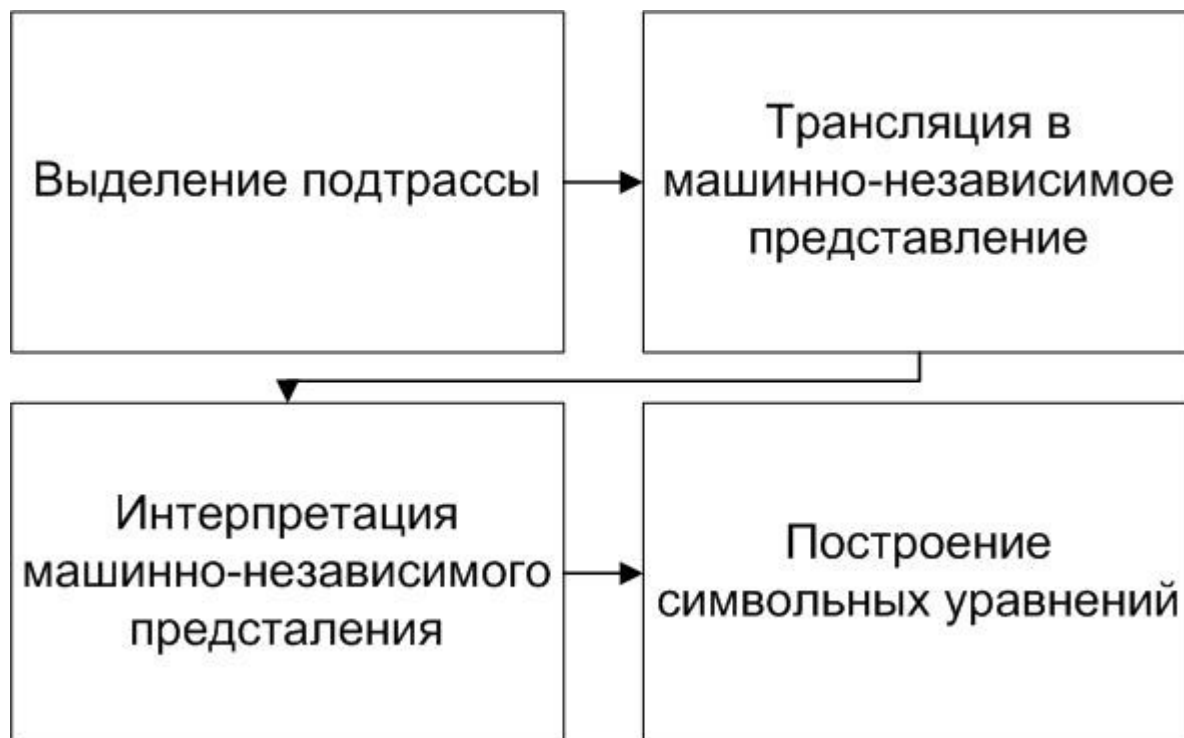 Выделение подтрассы
Трансляция в
машинно-независимое
представление
Интерпретация
машинно-независимого
предсталения
Построение
символьных уравнений